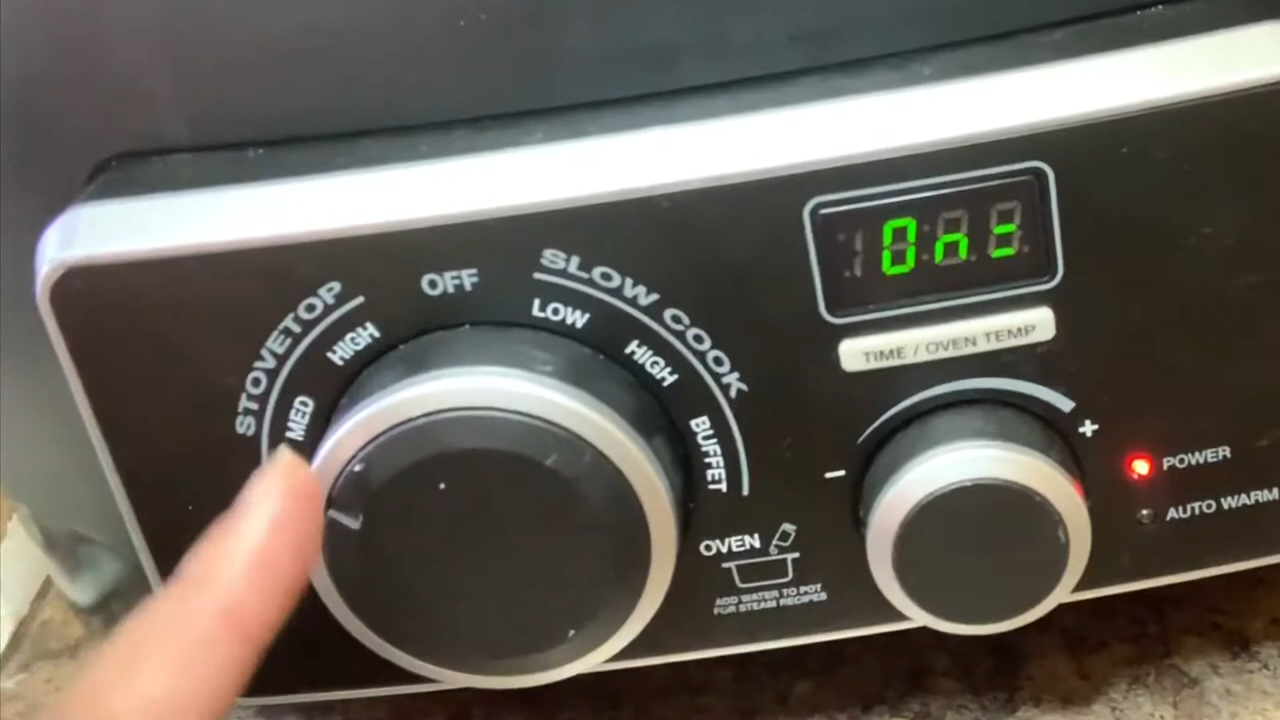 STOVETOP
MED
HIGH
OFF
SLOW COOK
LOW
HIGH
BUFFET
OVEN
ADD WATER TO POT
FOR STEAM RECIPES
On=
TIME / OVEN TEMP
-
+
POWER
AUTO WARM